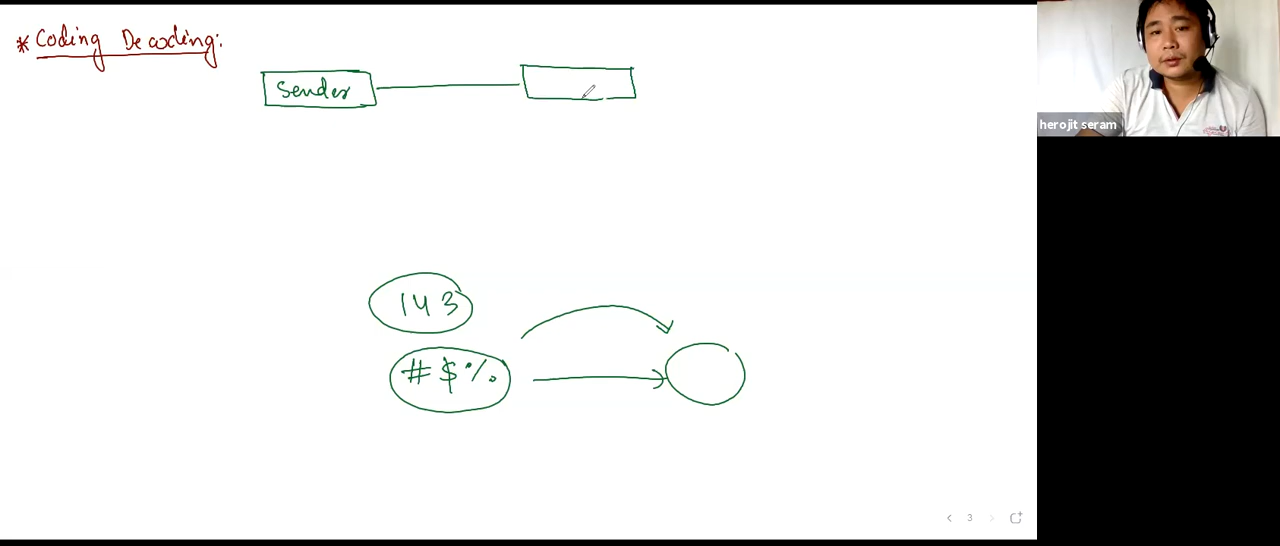 * Coding Decoding:
Sender
herojit seram
143
#$%
3